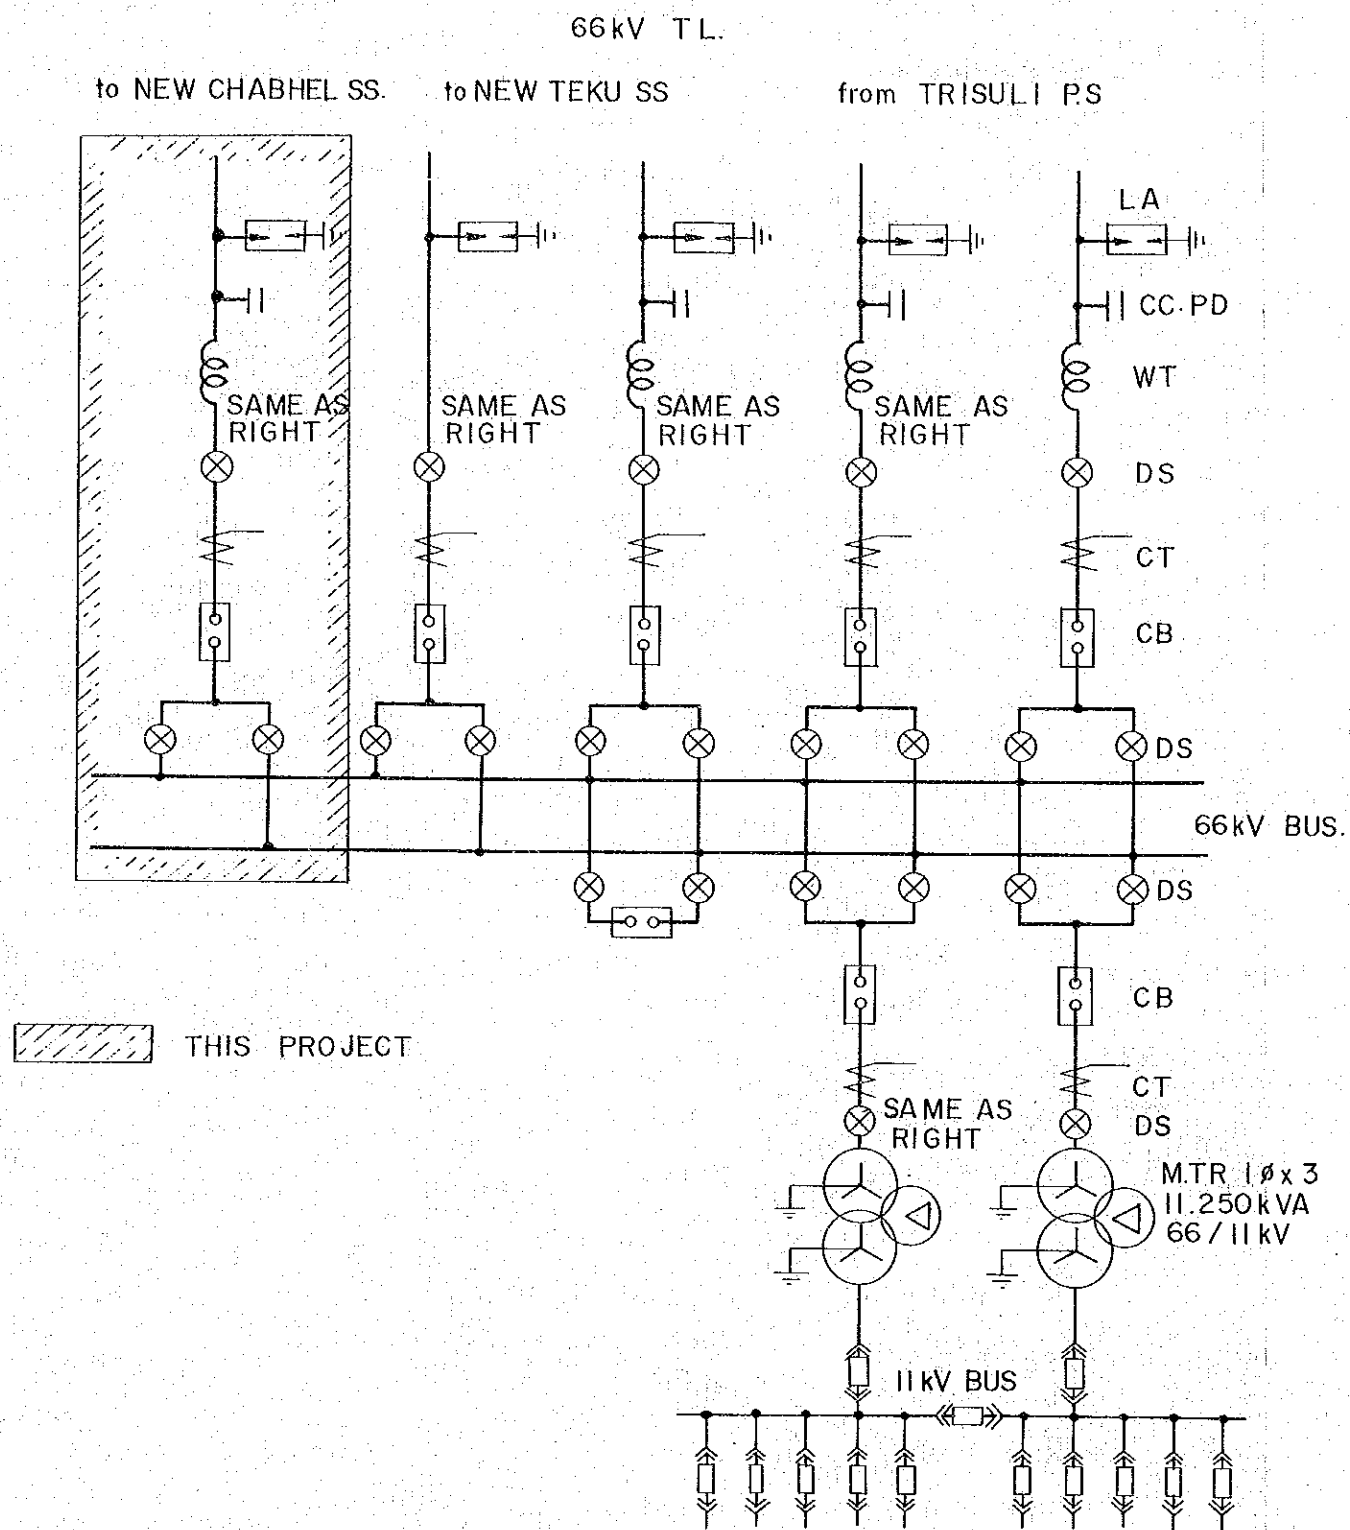 66kV T L.
to NEW CHABHEL SS.
to NEW TEKU SS
from TRISULI P.S
LA
CC.PD
WT
SAME AS
RIGHT
SAME AS
RIGHT
SAME AS
RIGHT
SAME AS
RIGHT
DS
CT
CB
DS
66kV BUS.
DS
CB
THIS PROJECT
CT
SAME AS
RIGHT
DS
M.TR 1ø x 3
11.250kVA
66/11kV
11kV BUS